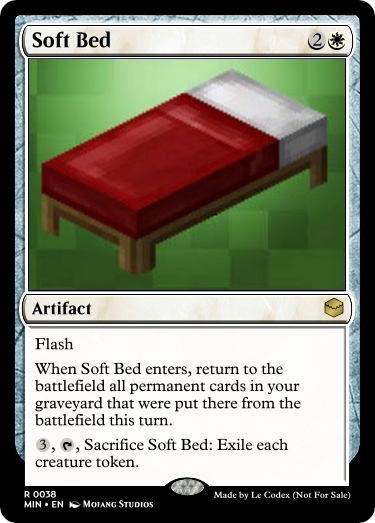 Soft Bed 2
Artifact
Flash
When Soft Bed enters, return to the
battlefield all permanent cards in your
graveyard that were put there from the
battlefield this turn.
3, , Sacrifice Soft Bed: Exile each
creature token.
R 0038
MIN • EN Mojang Studios
Made by Le Codex (Not For Sale)